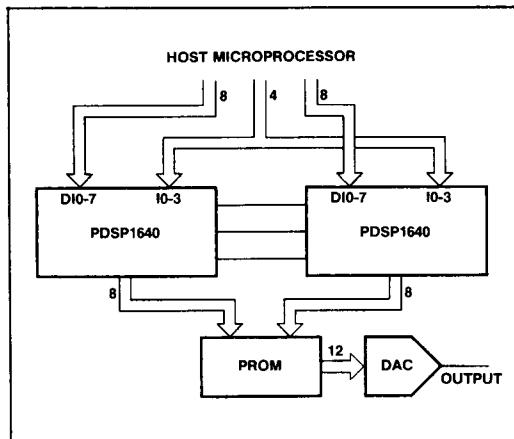 HOST MICROPROCESSOR
8 4 8
DI0-7 I0-3 DI0-7 I0-3
PDSP1640 PDSP1640
8 8
PROM 12 DAC
OUTPUT